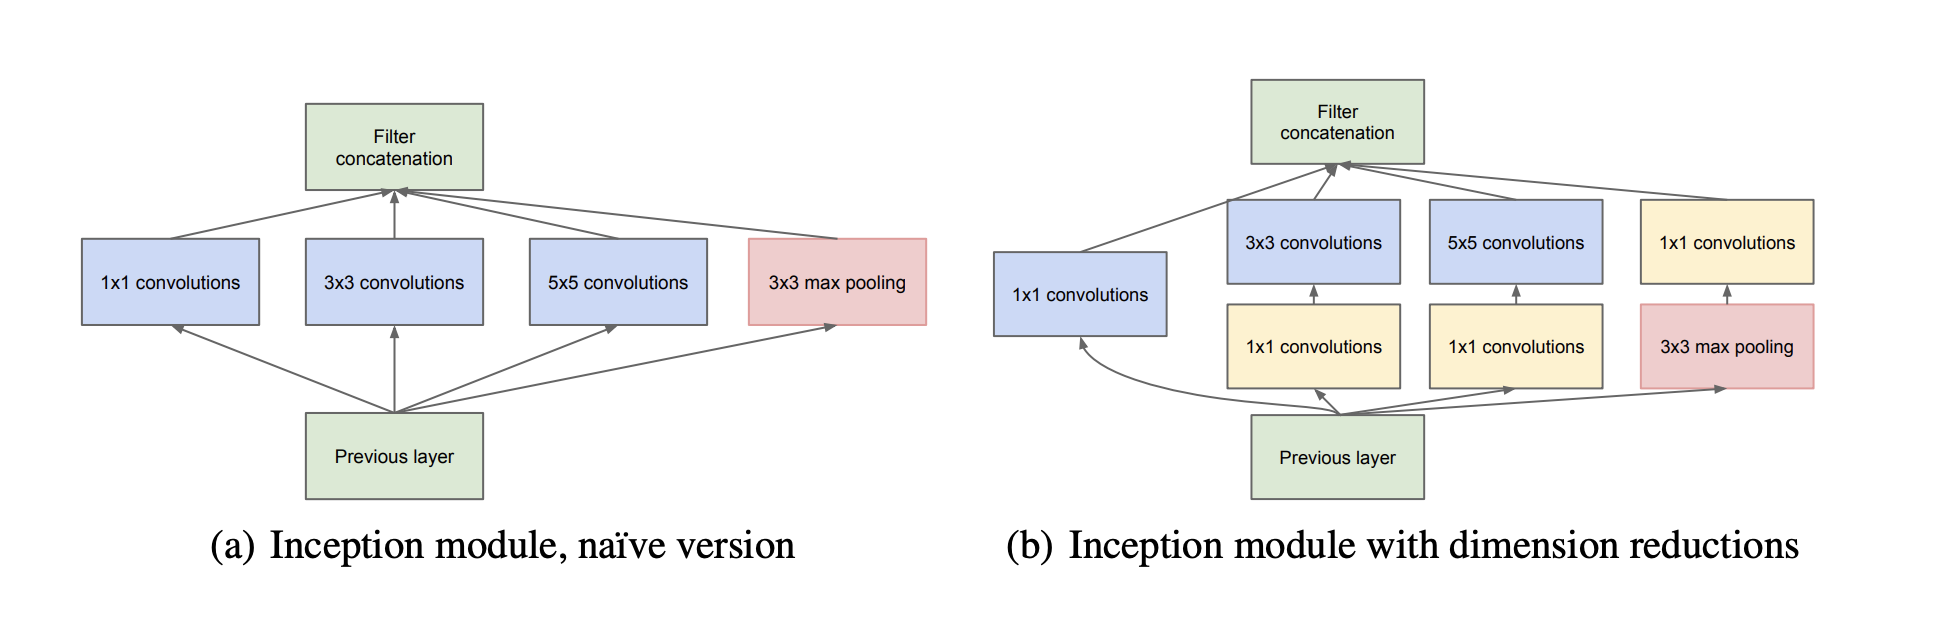 Filter
concatenation
1x1 convolutions
3x3 convolutions
5x5 convolutions
3x3 max pooling
Previous layer
(a) Inception module, naïve version
Filter
concatenation
3x3 convolutions
5x5 convolutions
1x1 convolutions
1x1 convolutions
1x1 convolutions
1x1 convolutions
3x3 max pooling
Previous layer
(b) Inception module with dimension reductions